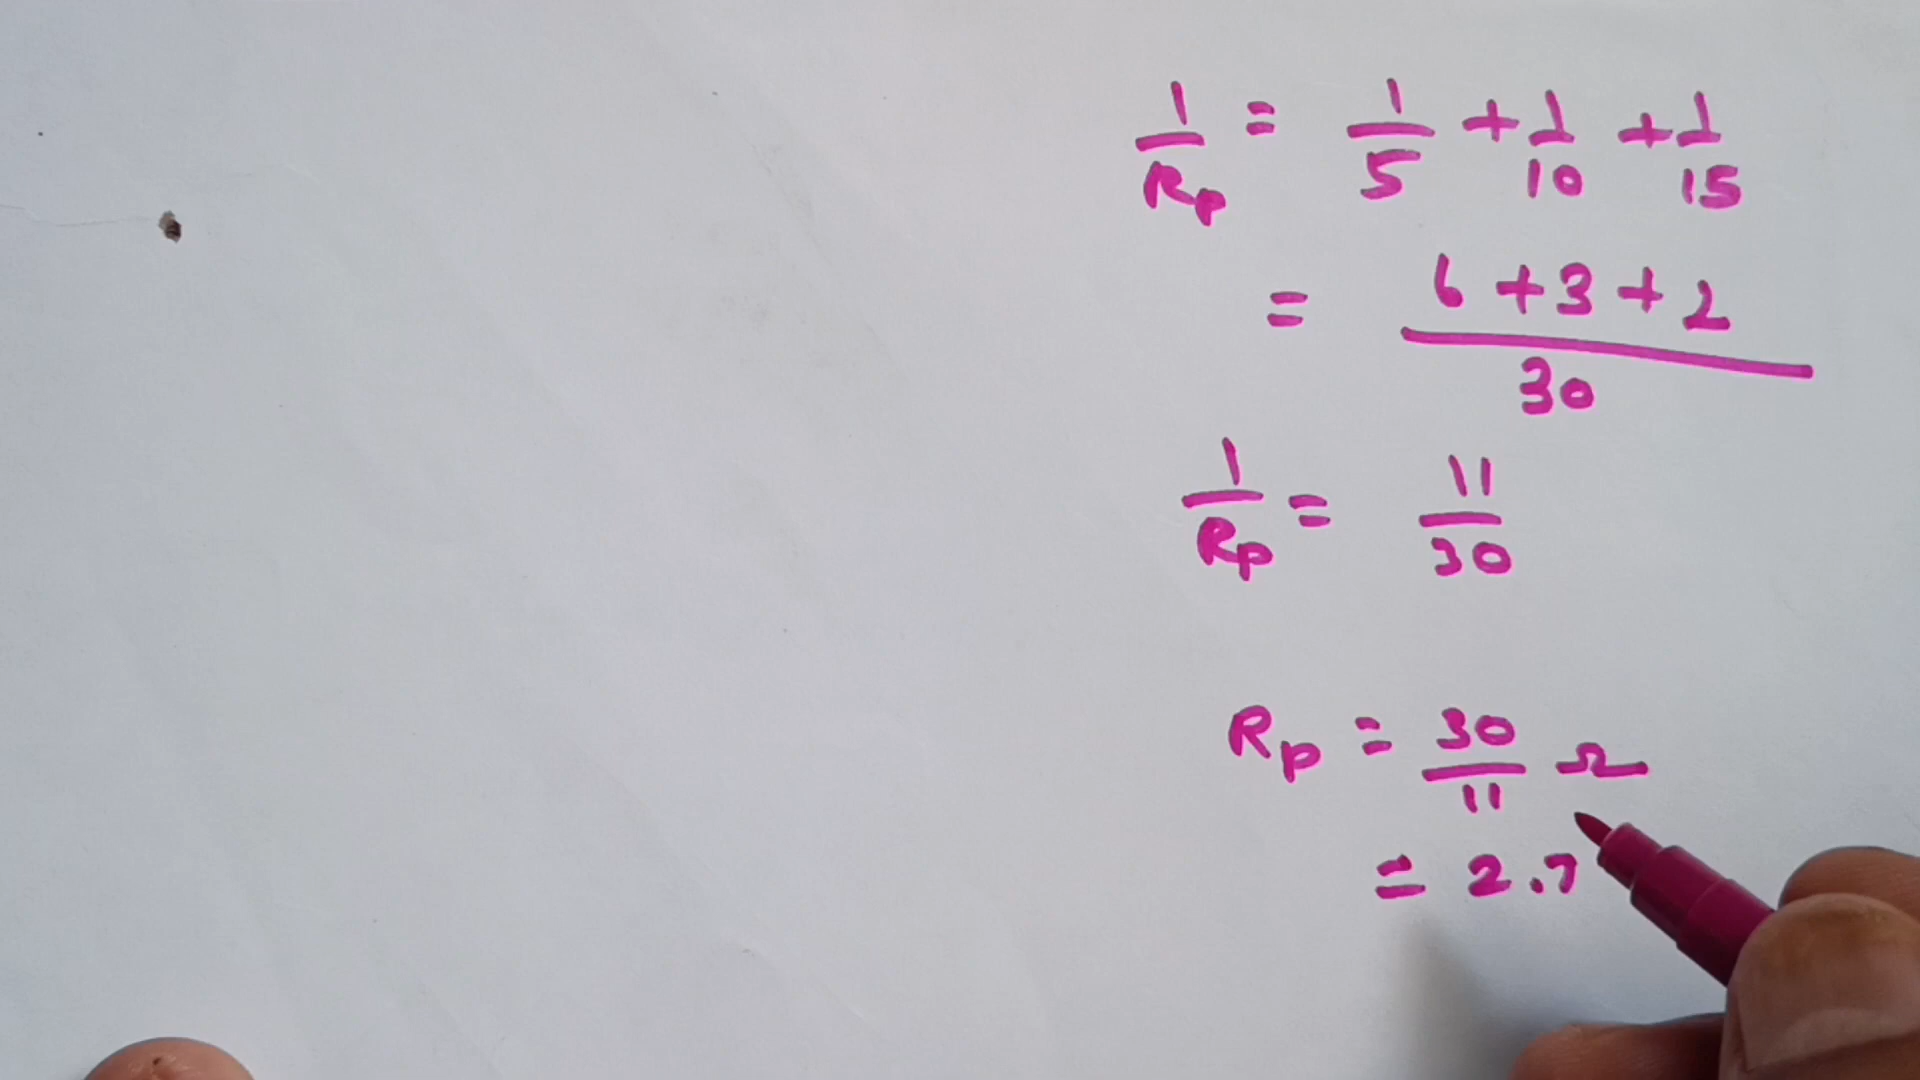 1/Rp = 1/5 + 1/10 + 1/15
= 6+3+2/30
1/Rp = 11/30
Rp = 30/11 Ω
= 2.7